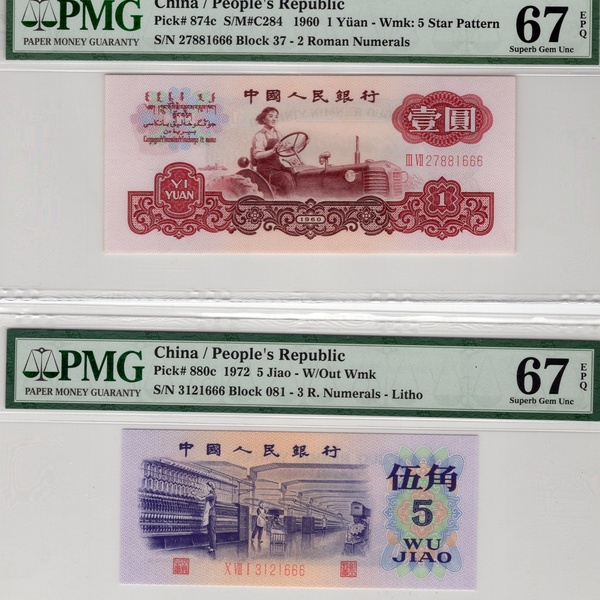 PMG
PAPER MONEY GUARANTY
China / People's Republic
Pick# 874c S/M#C284 1960 1 Yüan - Wmk: 5 Star Pattern
S/N 27881666 Block 37 - 2 Roman Numerals
67 EPQ
Superb Gem Unc
中國人民銀行
壹圓
III VII 27881666
YI
YUAN
1960
1
PMG
PAPER MONEY GUARANTY
China / People's Republic
Pick# 880c 1972 5 Jiao - W/Out Wmk
S/N 3121666 Block 081 - 3 R. Numerals - Litho
67 EPQ
Superb Gem Unc
中國人民銀行
伍角
5
WU
JIAO
X VIII I 3121666